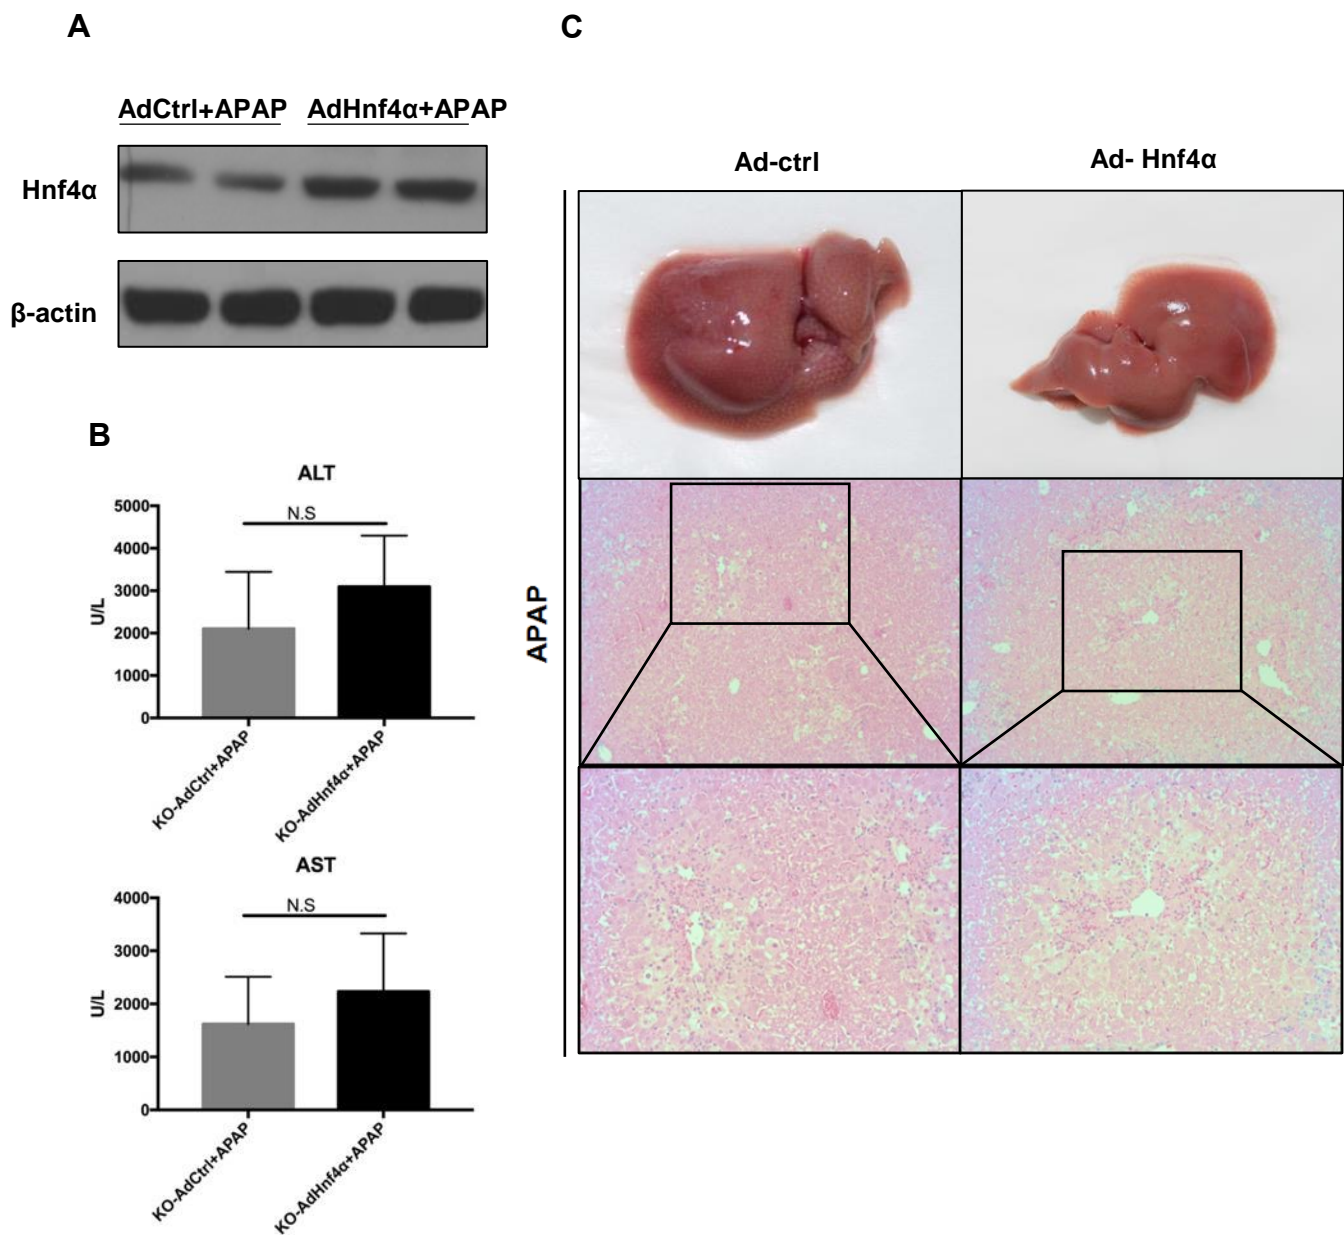 A
AdCtrl+APAP AdHnf4α+APAP
Hnf4α
β-actin
B
ALT
5000
4000
3000
2000
1000
0
U/L
N.S
KO-AdCtrl+APAP
KO-AdHnf4α+APAP
AST
4000
3000
2000
1000
0
U/L
N.S
KO-AdCtrl+APAP
KO-AdHnf4α+APAP
C
Ad-ctrl Ad- Hnf4α
APAP